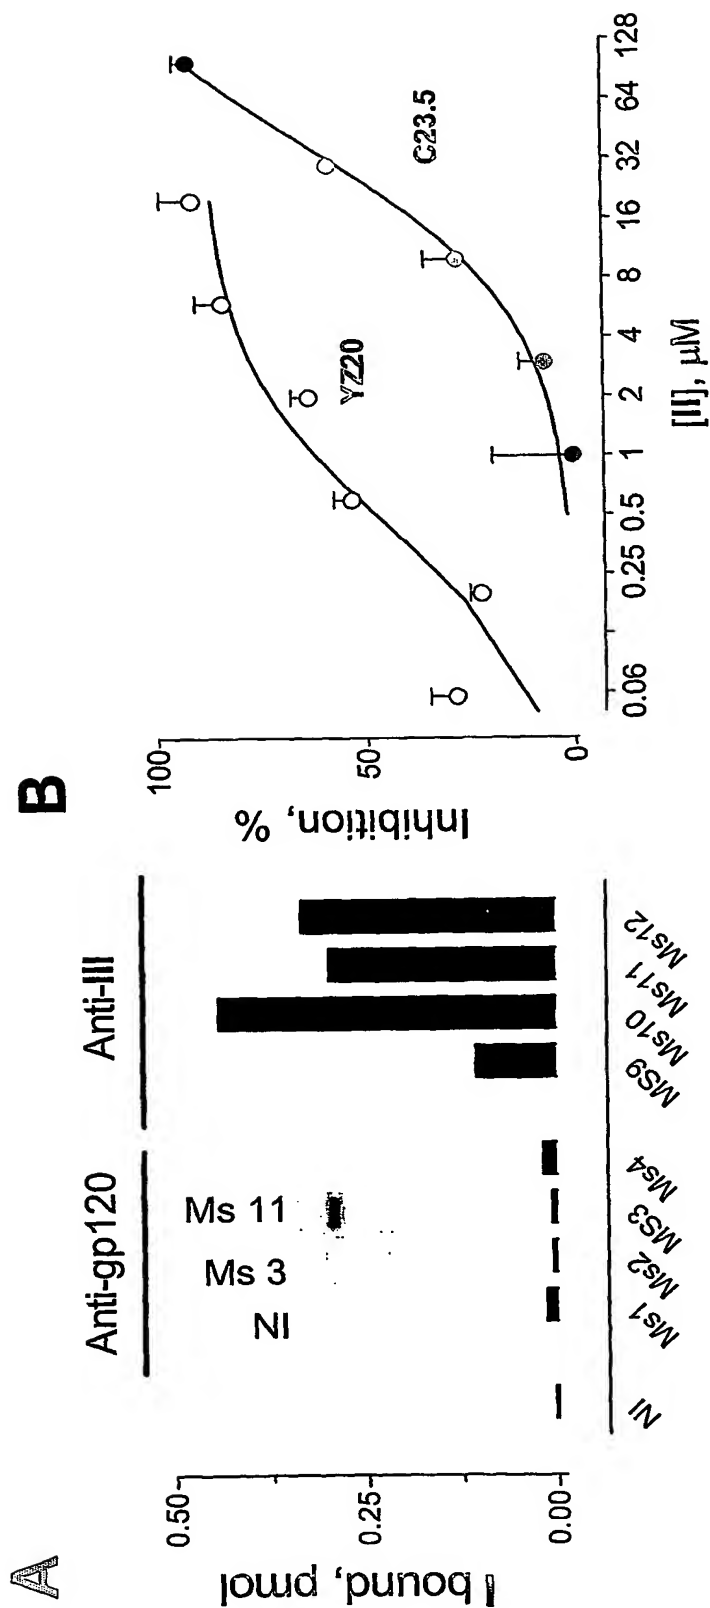 A
Anti-gp120
Anti-III
I bound, pmol
0.50
0.25
0.00
NI
Ms 3
Ms 11
NI
Ms1
Ms2
MS3
Ms4
MS9
Ms10
Ms11
Ms12
B
Inhibition, %
100
50
0
YZ20
C23.5
0.06
0.25
0.5
1
2
4
8
16
32
64
128
[II], µM